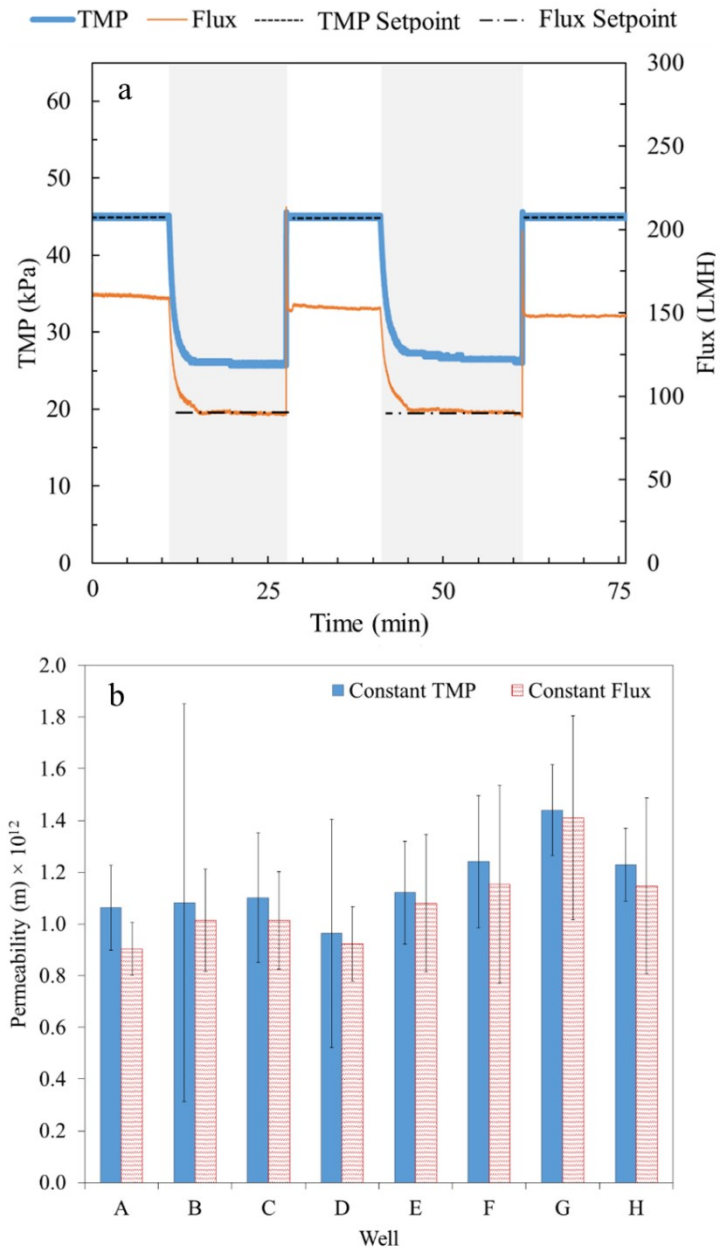 TMP Flux TMP Setpoint Flux Setpoint
a
60
50
40
30
20
10
0
TMP (kPa)
300
250
200
150
100
50
0
Flux (LMH)
0 25 50 75
Time (min)
b
Constant TMP Constant Flux
2.0
1.8
1.6
1.4
1.2
1.0
0.8
0.6
0.4
0.2
0.0
Permeability (m) × 10¹²
A B C D E F G H
Well